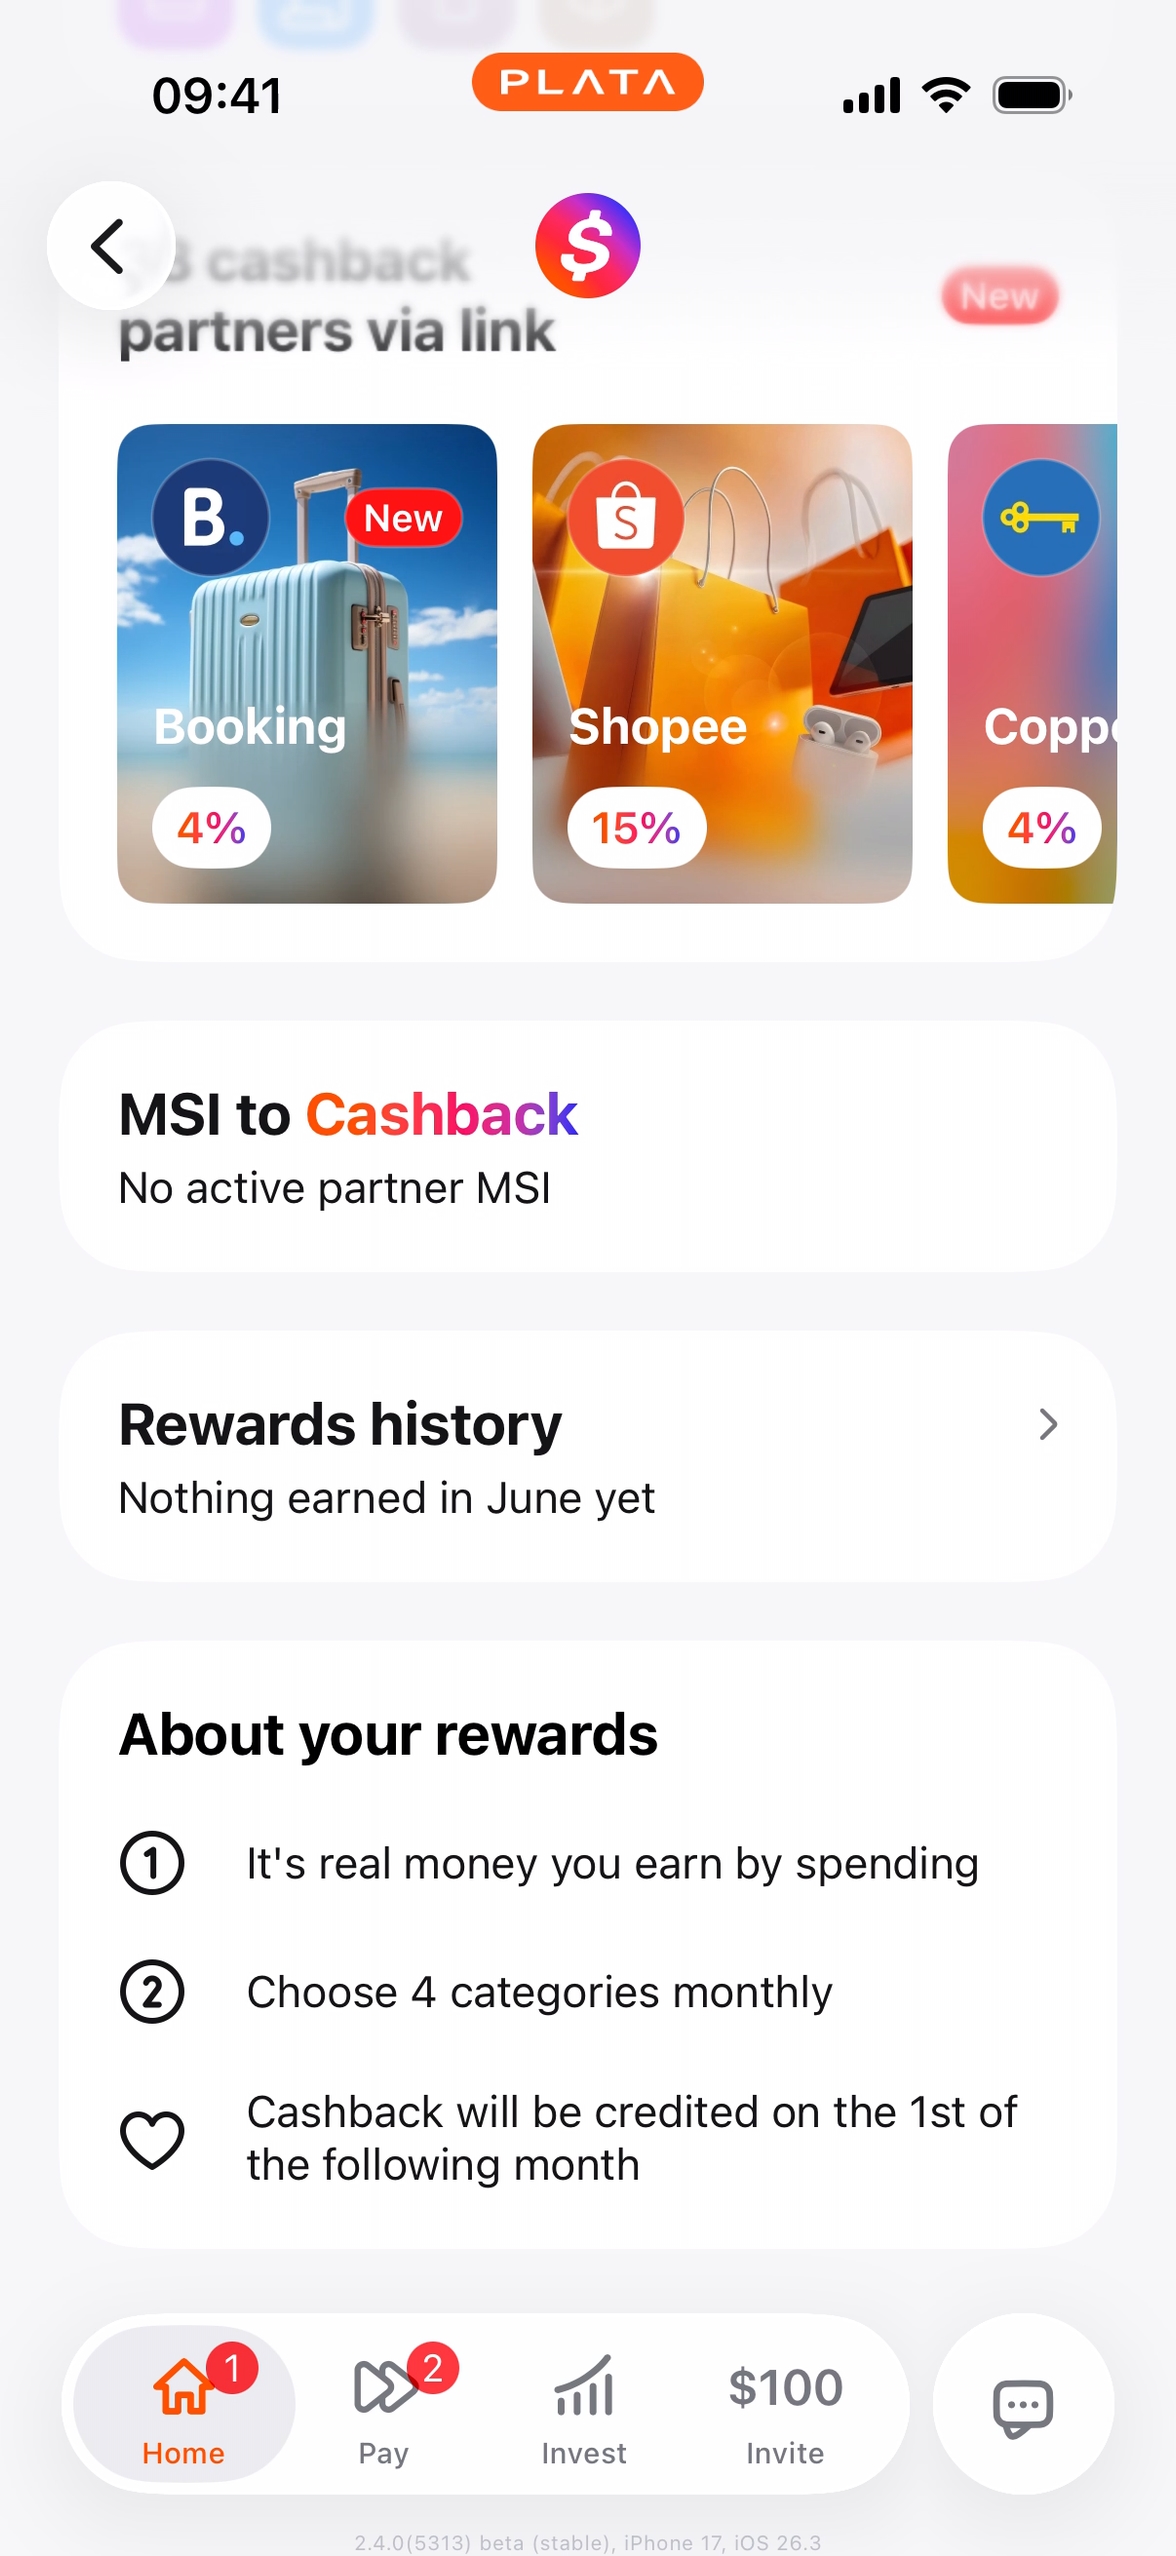 09:41
PLATA
cashback
New
partners via link
B.
New
S
Booking
Shopee
4%
15%
4%
MSI to Cashback
No active partner MSI
Rewards history
Nothing earned in June yet
About your rewards
1
It's real money you earn by spending
2
Choose 4 categories monthly
Cashback will be credited on the 1st of
the following month
1
2
$100
Home
Pay
Invest
Invite
2.4.0(5313) beta (stable), iPhone 17, iOS 26.3